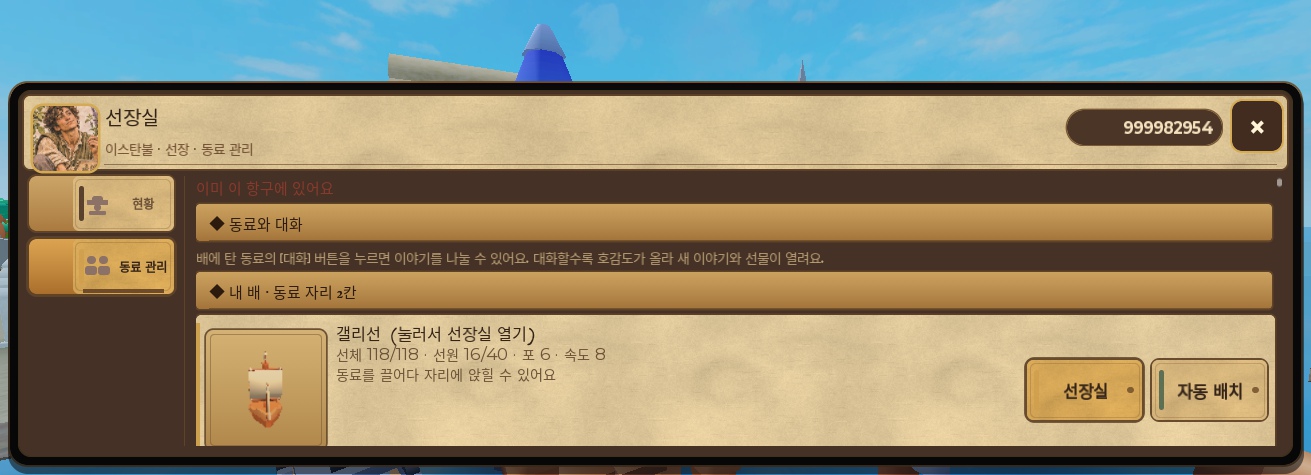 선장실
이스탄불 · 선장 · 동료 관리
999982954
현황
동료 관리
이미 이 항구에 있어요
◆ 동료와 대화
배에 탄 동료의 [대화] 버튼을 누르면 이야기를 나눌 수 있어요. 대화할수록 호감도가 올라 새 이야기와 선물이 열려요.
◆ 내 배 · 동료 자리 2칸
갤리선 (눌러서 선장실 열기)
선체 118/118 · 선원 16/40 · 포 6 · 속도 8
동료를 끌어다 자리에 앉힐 수 있어요
선장실
자동 배치